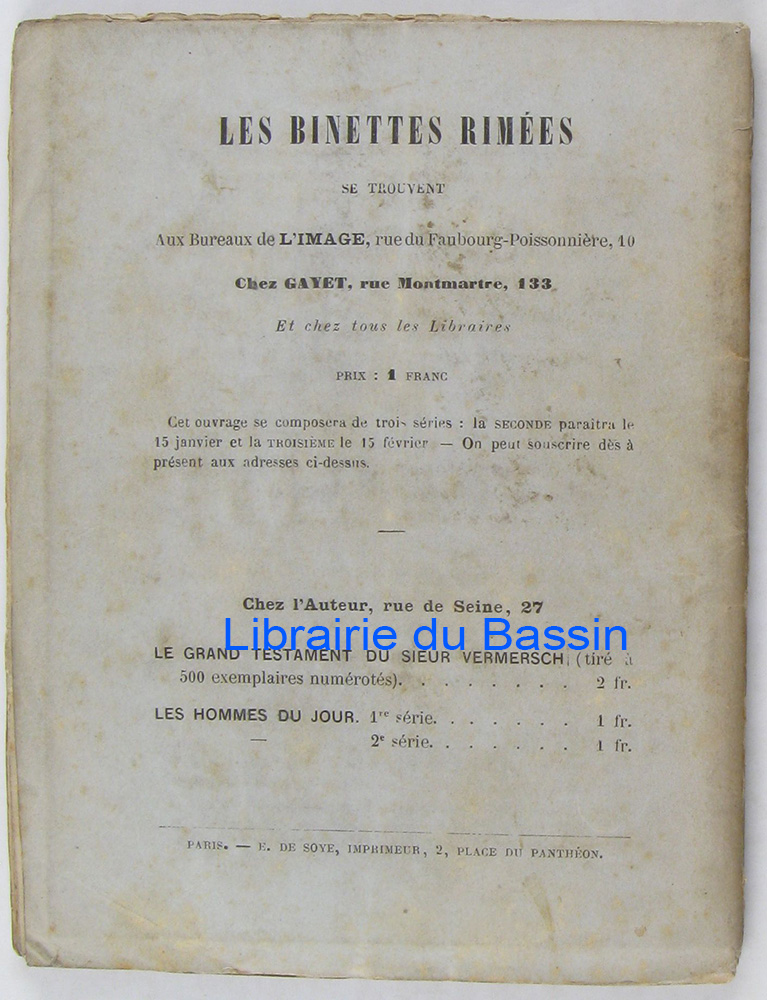 LES BINETTES RIMÉES
SE TROUVENT
Aux Bureaux de L'IMAGE, rue du Faubourg-Poissonnière, 10
Chez GAYET, rue Montmartre, 133
Et chez tous les Libraires
PRIX : 1 FRANC
Cet ouvrage se composera de trois séries : la SECONDE paraîtra le
15 janvier et la TROISIÈME le 15 février — On peut souscrire dès à
présent aux adresses ci-dessus.
Chez l'Auteur, rue de Seine, 27
Librairie du Bassin
LE GRAND TESTAMENT DU SIEUR VERMERSCH, (tiré à
500 exemplaires numérotés). . . . . . . . 2 fr.
LES HOMMES DU JOUR. 1re série. . . . . . . 1 fr.
— 2e série. . . . . . . 1 fr.
PARIS. — E. DE SOYE, IMPRIMEUR, 2, PLACE DU PANTHÉON.